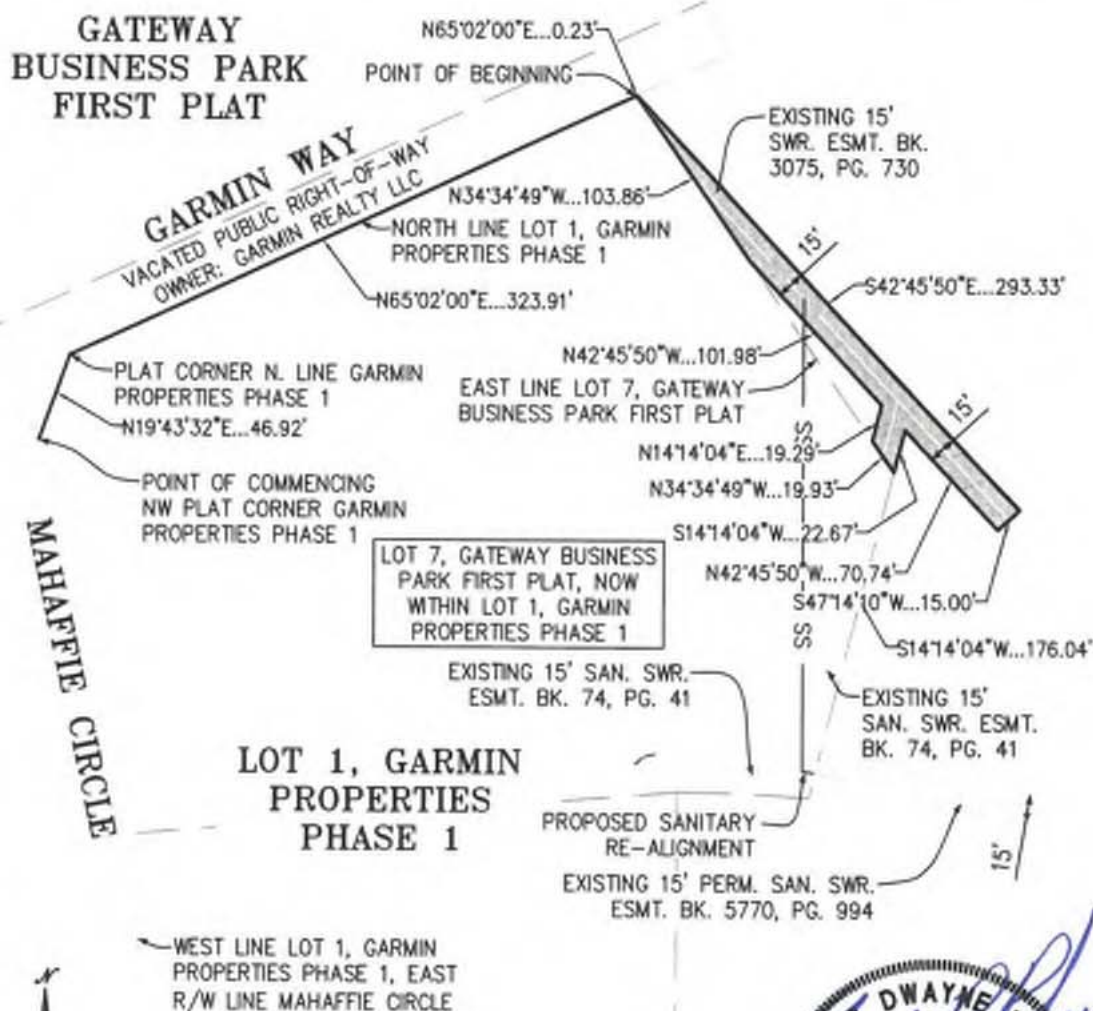 GATEWAY
BUSINESS PARK
FIRST PLAT
N65°02'00"E...0.23'
POINT OF BEGINNING
EXISTING 15'
SWR. ESMT. BK.
3075, PG. 730
GARMIN WAY
VACATED PUBLIC RIGHT-OF-WAY
OWNER: GARMIN REALTY LLC
N34°34'49"W...103.86'
NORTH LINE LOT 1, GARMIN
PROPERTIES PHASE 1
15'
S42°45'50"E...293.33'
N65°02'00"E...323.91'
N42°45'50"W...101.98'
PLAT CORNER N. LINE GARMIN
PROPERTIES PHASE 1
EAST LINE LOT 7, GATEWAY
BUSINESS PARK FIRST PLAT
15'
N19°43'32"E...46.92'
SS
N14°14'04"E...19.29'
POINT OF COMMENCING
NW PLAT CORNER GARMIN
PROPERTIES PHASE 1
N34°34'49"W...19.93'
S14°14'04"W...22.67'
MAHAFFIE CIRCLE
LOT 7, GATEWAY BUSINESS
PARK FIRST PLAT, NOW
WITHIN LOT 1, GARMIN
PROPERTIES PHASE 1
N42°45'50"W...70.74'
S47°14'10"W...15.00'
SS
S14°14'04"W...176.04'
EXISTING 15' SAN. SWR.
ESMT. BK. 74, PG. 41
EXISTING 15'
SAN. SWR. ESMT.
BK. 74, PG. 41
LOT 1, GARMIN
PROPERTIES
PHASE 1
PROPOSED SANITARY
RE-ALIGNMENT
15'
EXISTING 15' PERM. SAN. SWR.
ESMT. BK. 5770, PG. 994
WEST LINE LOT 1, GARMIN
PROPERTIES PHASE 1, EAST
R/W LINE MAHAFFIE CIRCLE
N
DWAYNE